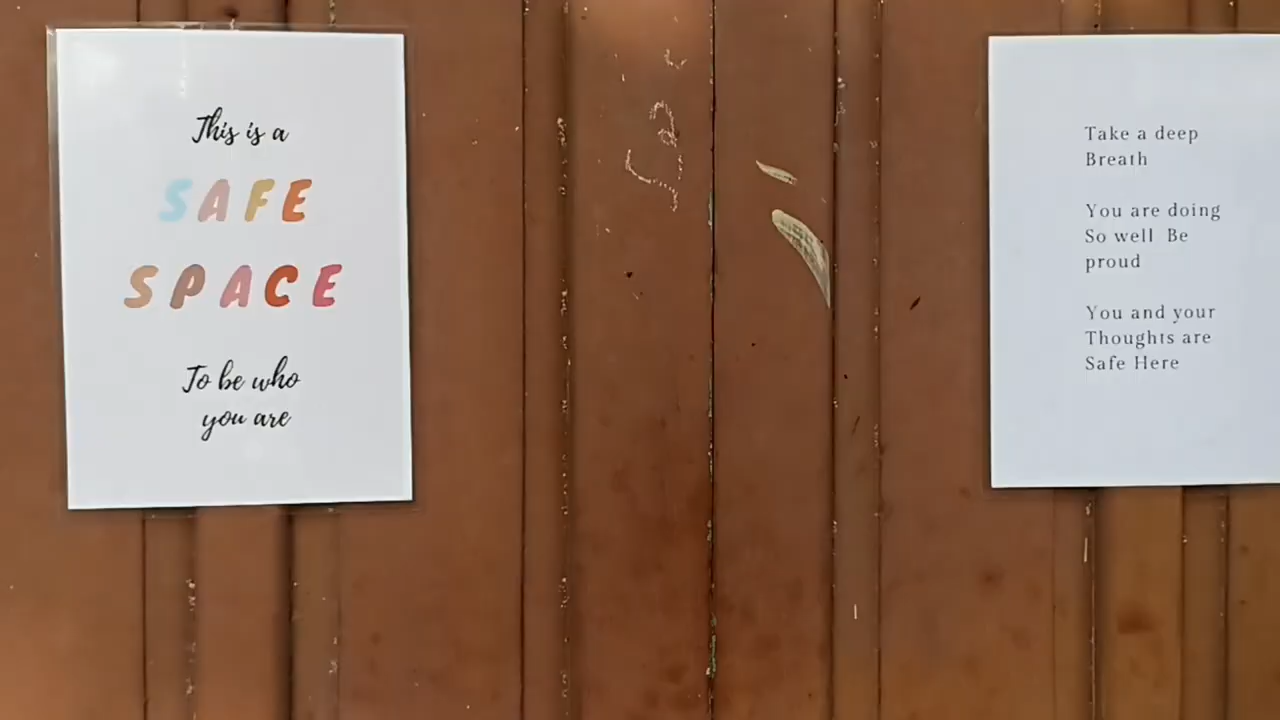 This is a
SAFE
SPACE
To be who
you are
Take a deep
Breath
You are doing
So well Be
proud
You and your
Thoughts are
Safe Here